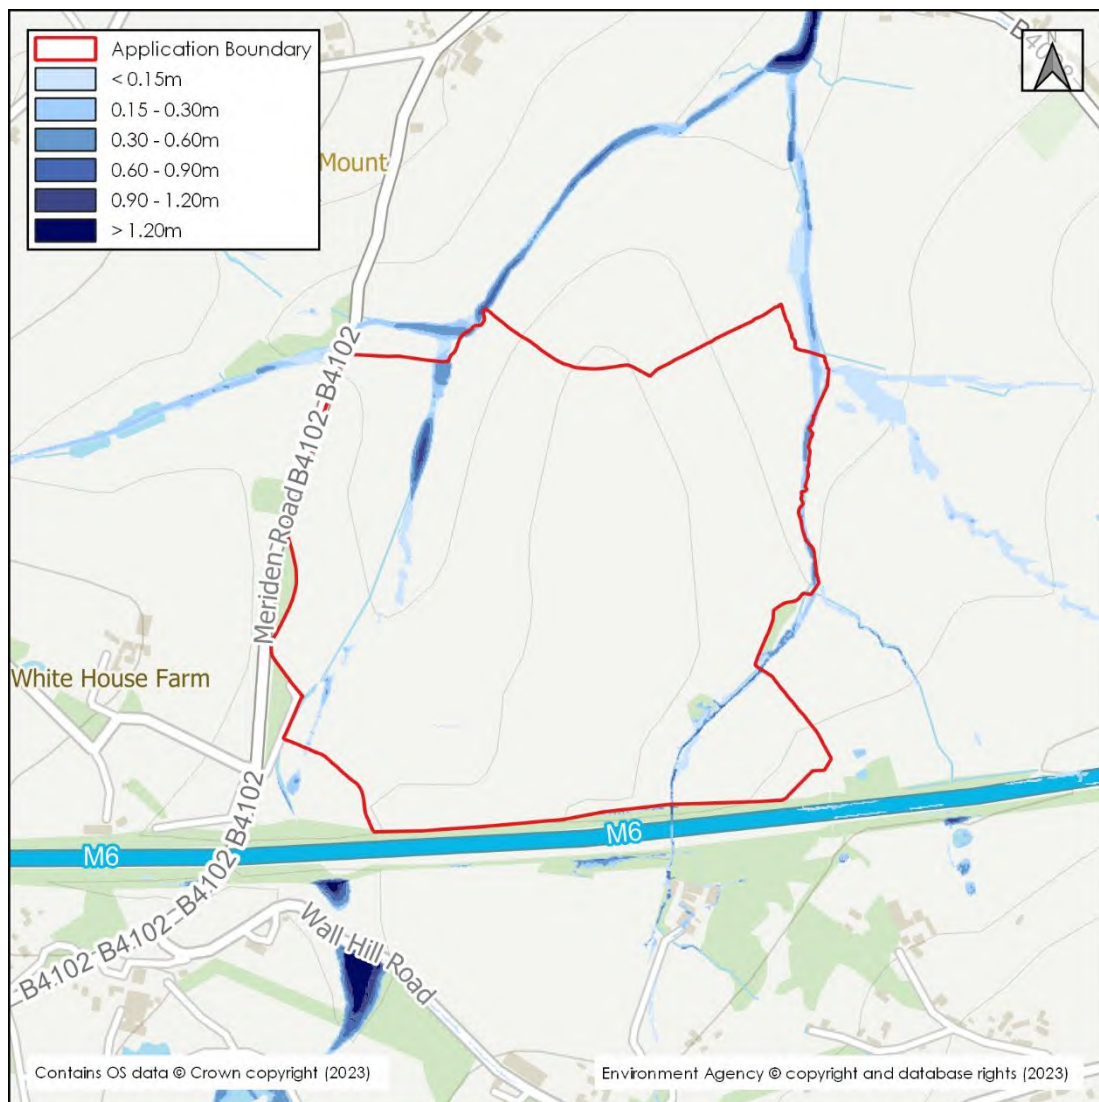 Application Boundary
< 0.15m
0.15 - 0.30m
0.30 - 0.60m
0.60 - 0.90m
0.90 - 1.20m
> 1.20m
N
Mount
Meriden Road B4102 B4102
White House Farm
M6
M6
B4102 B4102 B4102 B4102
Wall Hill Road
Contains OS data © Crown copyright (2023)
Environment Agency © copyright and database rights (2023)